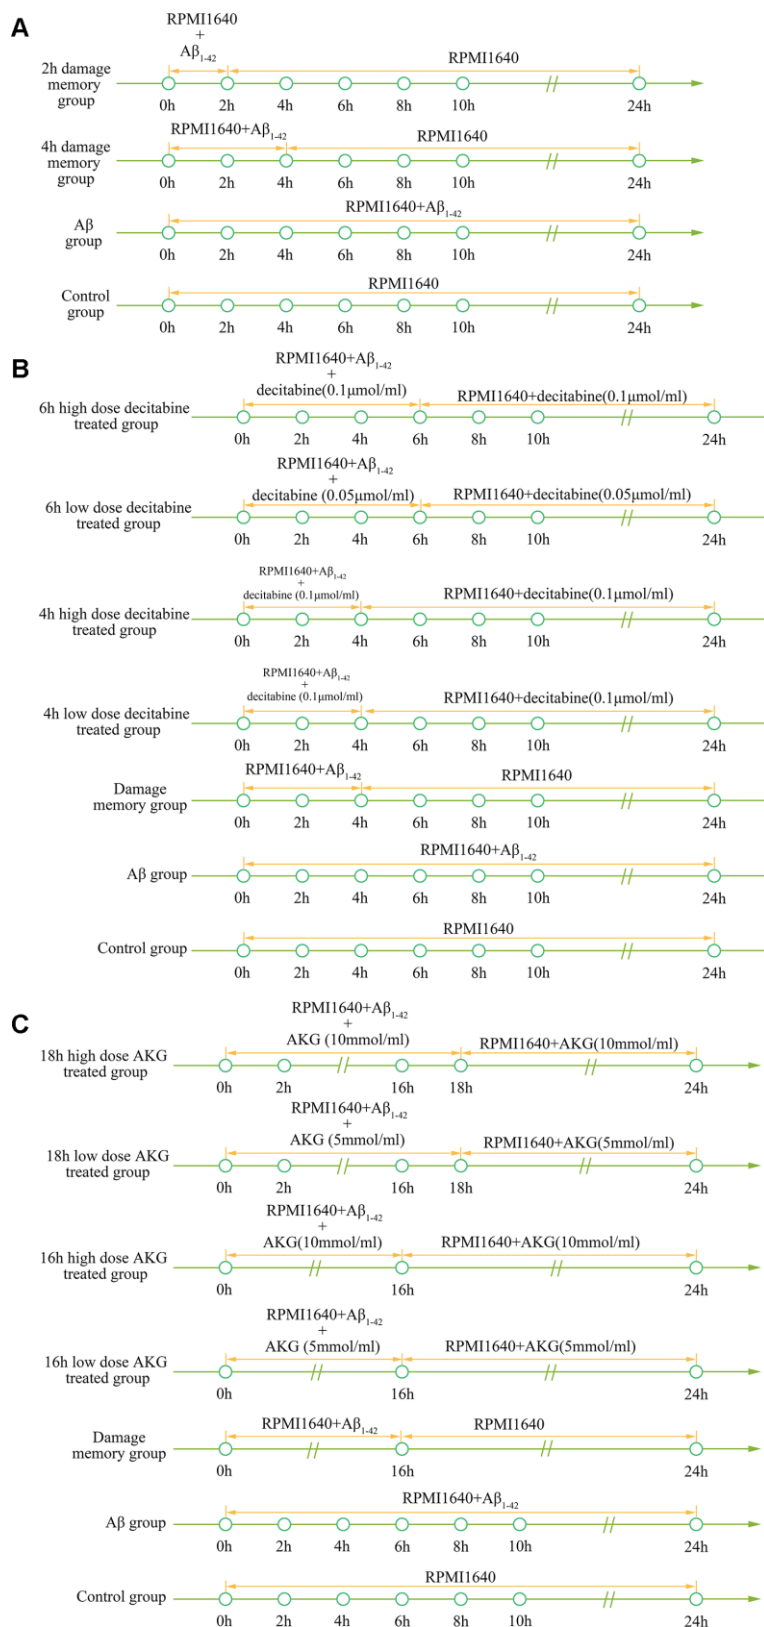 A
RPMI1640
+
Aβ1-42
RPMI1640
2h damage
memory
group
0h 2h 4h 6h 8h 10h 24h
RPMI1640+Aβ1-42
RPMI1640
4h damage
memory
group
0h 2h 4h 6h 8h 10h 24h
RPMI1640+Aβ1-42
Aβ
group
0h 2h 4h 6h 8h 10h 24h
RPMI1640
Control
group
0h 2h 4h 6h 8h 10h 24h
B
RPMI1640+Aβ1-42
+
decitabine(0.1μmol/ml)
RPMI1640+decitabine(0.1μmol/ml)
6h high dose decitabine
treated group
0h 2h 4h 6h 8h 10h 24h
RPMI1640+Aβ1-42
+
decitabine (0.05μmol/ml)
RPMI1640+decitabine(0.05μmol/ml)
6h low dose decitabine
treated group
0h 2h 4h 6h 8h 10h 24h
RPMI1640+Aβ1-42
+
decitabine (0.1μmol/ml)
RPMI1640+decitabine(0.1μmol/ml)
4h high dose decitabine
treated group
0h 2h 4h 6h 8h 10h 24h
RPMI1640+Aβ1-42
+
decitabine (0.1μmol/ml)
RPMI1640+decitabine(0.1μmol/ml)
4h low dose decitabine
treated group
0h 2h 4h 6h 8h 10h 24h
RPMI1640+Aβ1-42
RPMI1640
Damage
memory group
0h 2h 4h 6h 8h 10h 24h
RPMI1640+Aβ1-42
Aβ group
0h 2h 4h 6h 8h 10h 24h
RPMI1640
Control group
0h 2h 4h 6h 8h 10h 24h
C
RPMI1640+Aβ1-42
+
AKG (10mmol/ml)
RPMI1640+AKG(10mmol/ml)
18h high dose AKG
treated group
0h 2h 16h 18h 24h
RPMI1640+Aβ1-42
+
AKG (5mmol/ml)
RPMI1640+AKG(5mmol/ml)
18h low dose AKG
treated group
0h 2h 16h 18h 24h
RPMI1640+Aβ1-42
+
AKG(10mmol/ml)
RPMI1640+AKG(10mmol/ml)
16h high dose AKG
treated group
0h 16h 24h
RPMI1640+Aβ1-42
+
AKG (5mmol/ml)
RPMI1640+AKG(5mmol/ml)
16h low dose AKG
treated group
0h 16h 24h
RPMI1640+Aβ1-42
RPMI1640
Damage
memory group
0h 16h 24h
RPMI1640+Aβ1-42
Aβ group
0h 2h 4h 6h 8h 10h 24h
RPMI1640
Control group
0h 2h 4h 6h 8h 10h 24h